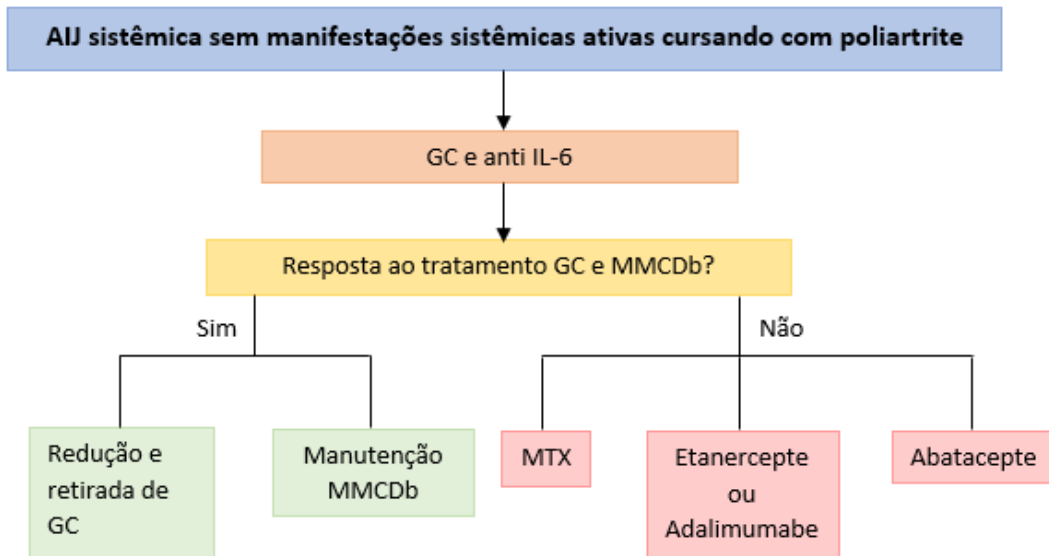 AIJ sistêmica sem manifestações sistêmicas ativas cursando com poliartrite
GC e anti IL-6
Resposta ao tratamento GC e MMCDb?
Sim
Não
Redução e
retirada de
GC
Manutenção
MMCDb
MTX
Etanercepte
ou
Adalimumabe
Abatacepte